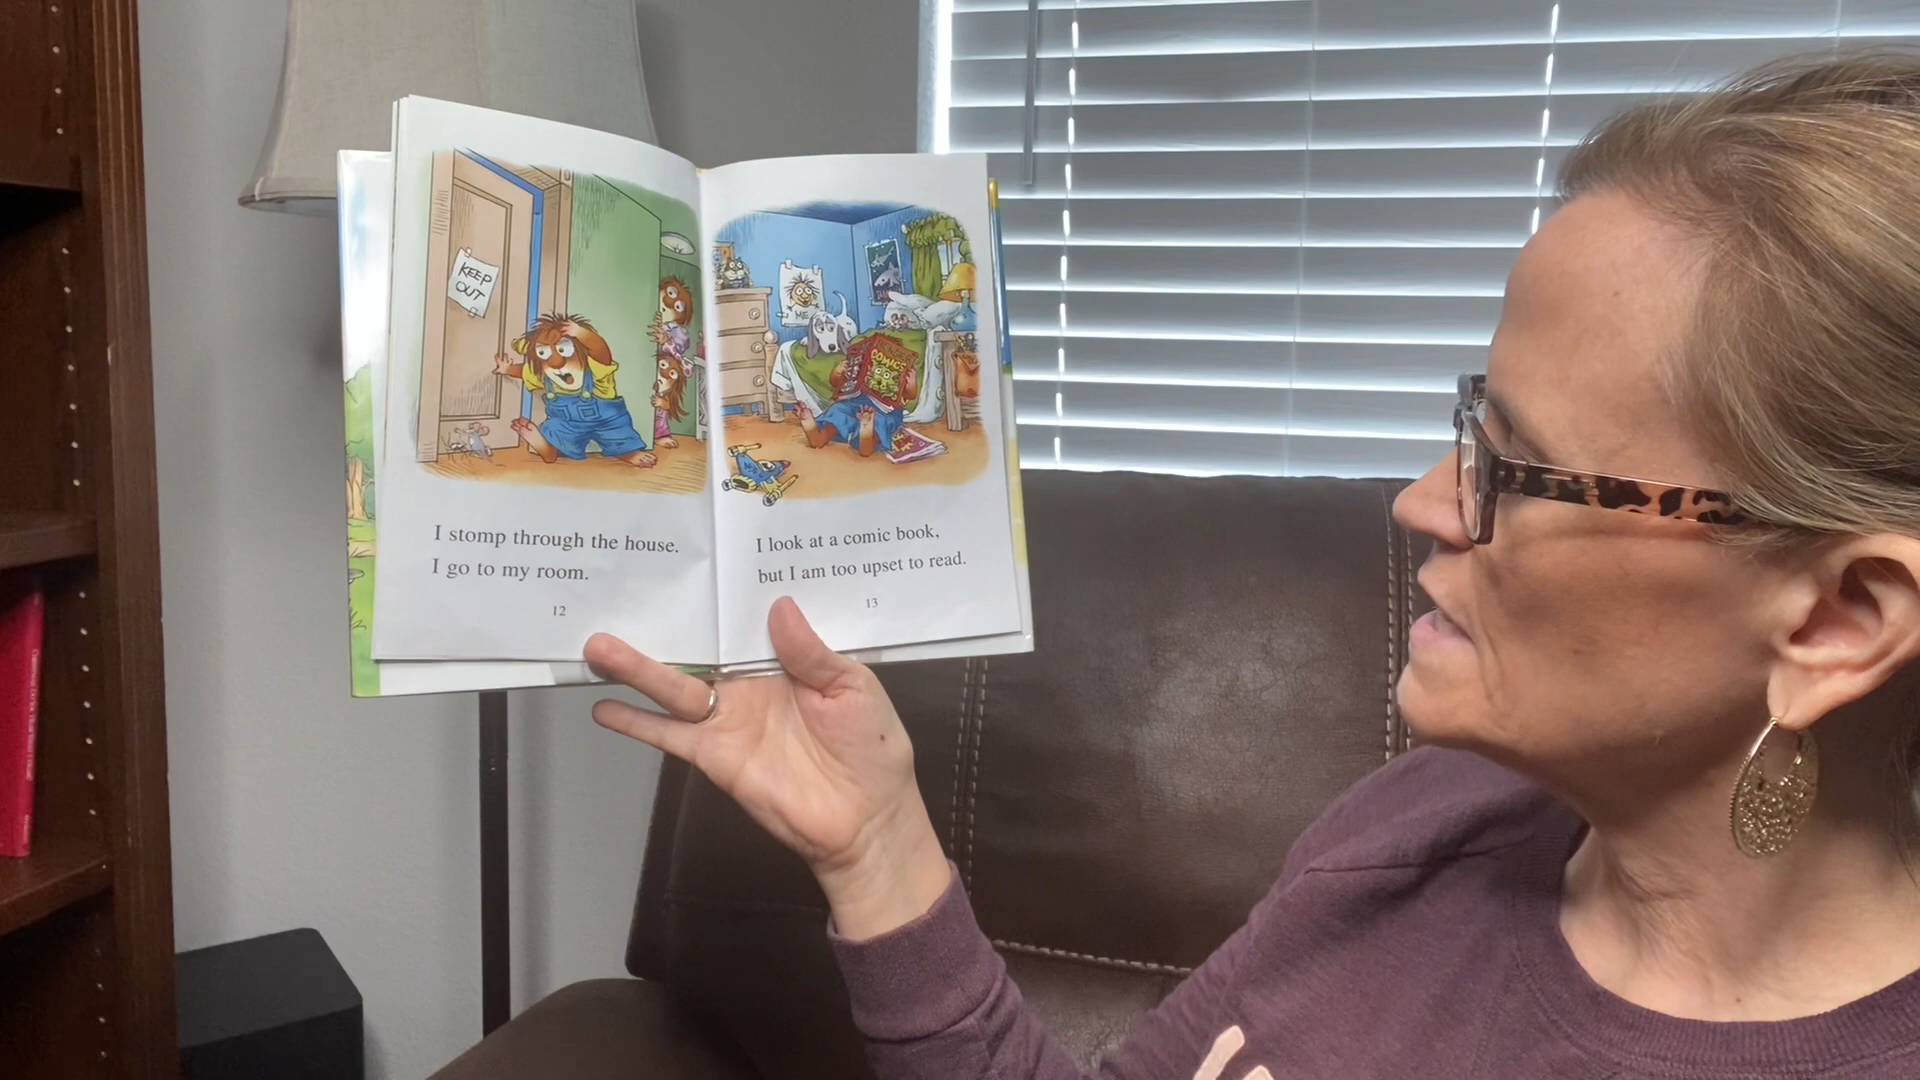 KEEP
OUT
I stomp through the house.
I go to my room.
12
ME
COMICS
I look at a comic book,
but I am too upset to read.
13